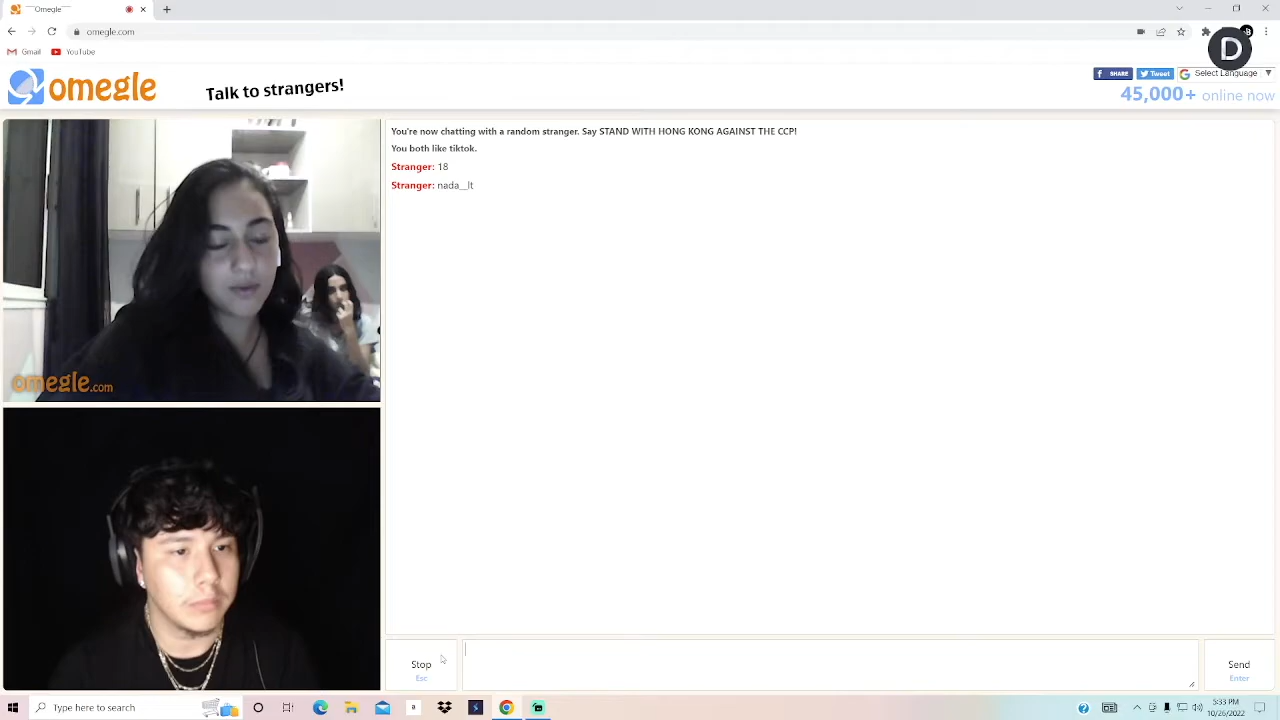 Omegle
omegle.com
Gmail
YouTube
D
omegle
Talk to strangers!
SHARE
Tweet
G Select Language
45,000+ online now
You're now chatting with a random stranger. Say STAND WITH HONG KONG AGAINST THE CCP!
You both like tiktok.
Stranger: 18
Stranger: nada__lt
omegle.com
Stop
Esc
Send
Enter
Type here to search
a
5:33 PM
10/26/2022